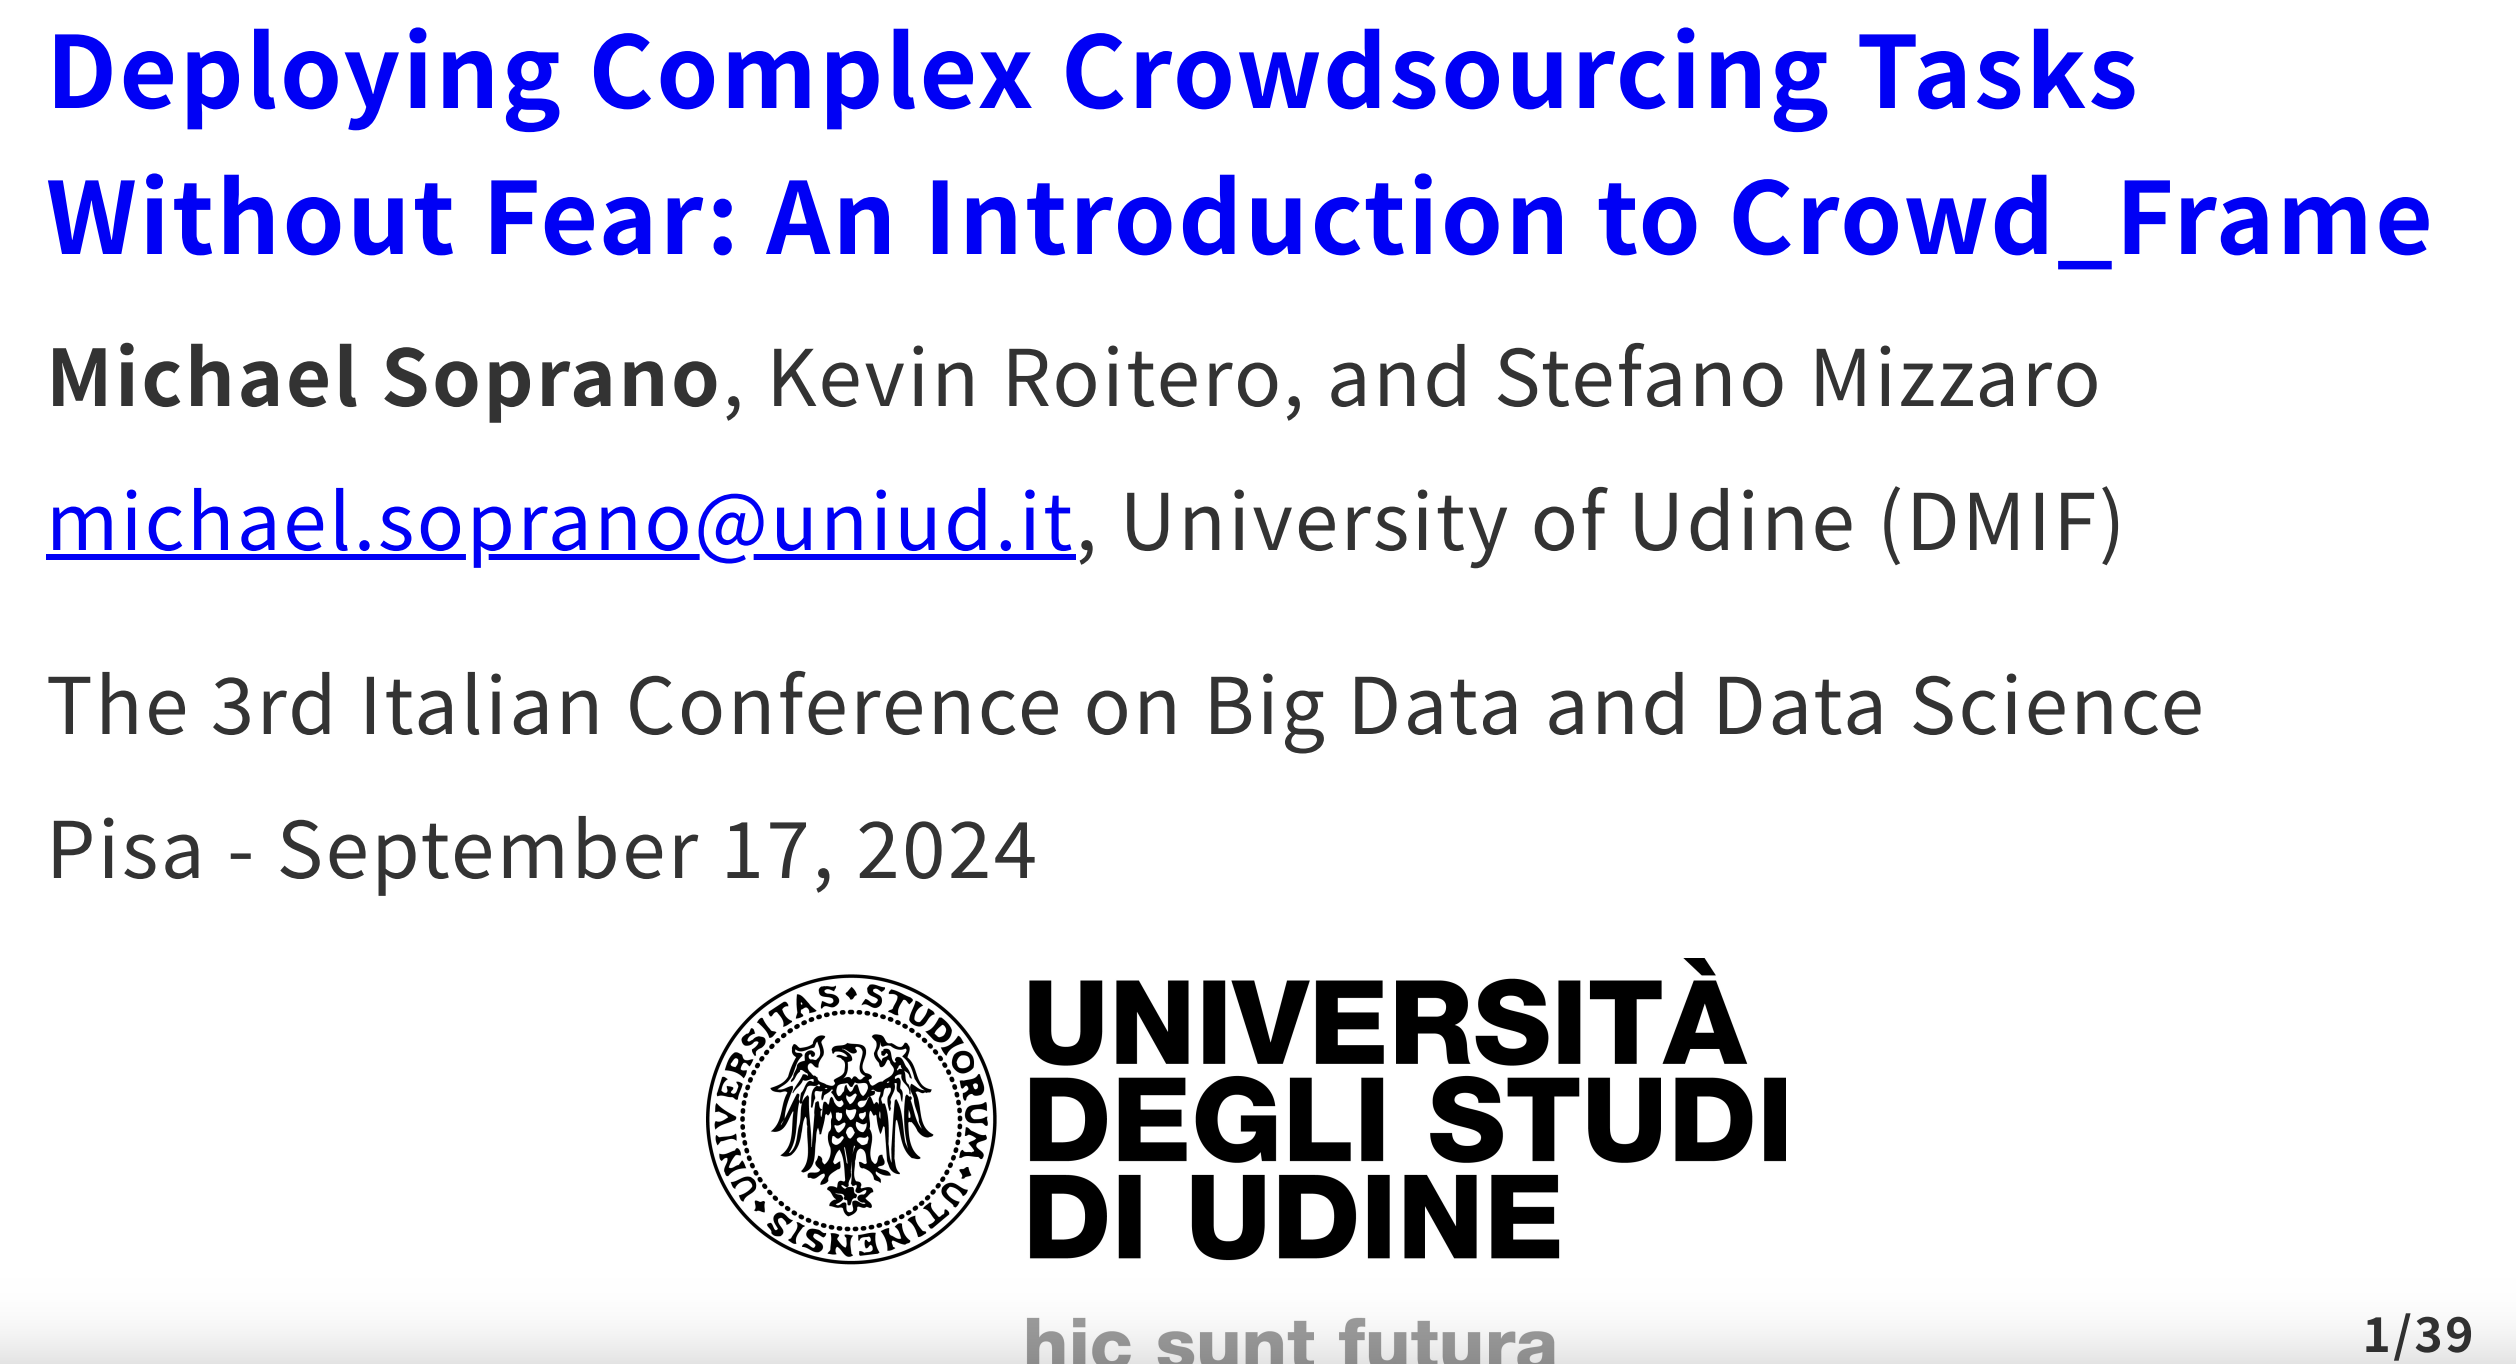 Deploying Complex Crowdsourcing Tasks
Without Fear: An Introduction to Crowd_Frame
Michael Soprano, Kevin Roitero, and Stefano Mizzaro
michael.soprano@uniud.it, University of Udine (DMIF)
The 3rd Italian Conference on Big Data and Data Science
Pisa - September 17, 2024
UNIVERSITAS · STUDIORUM · UTINENSIS ·
UNIVERSITÀ
DEGLI STUDI
DI UDINE
hic sunt futura
1/39